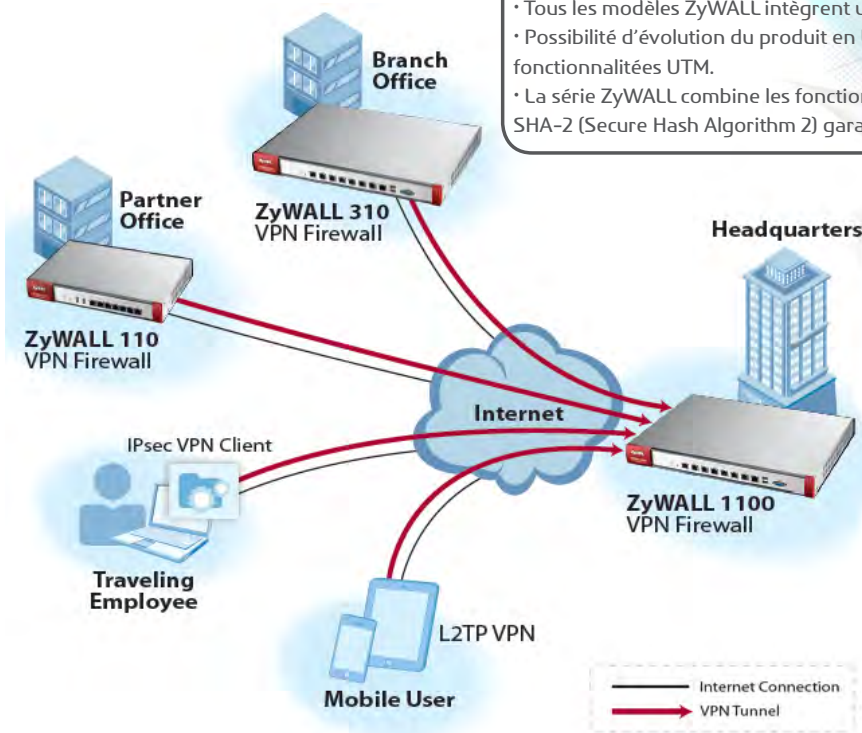 • Tous les modèles ZyWALL intègrent u
• Possibilité d'évolution du produit en
fonctionnalitées UTM.
• La série ZyWALL combine les fonction
SHA-2 (Secure Hash Algorithm 2) gara
Branch
Office
ZyWALL 310
VPN Firewall
Partner
Office
ZyWALL 110
VPN Firewall
Headquarters
Internet
ZyWALL 1100
VPN Firewall
IPsec VPN Client
Traveling
Employee
L2TP VPN
Mobile User
Internet Connection
VPN Tunnel